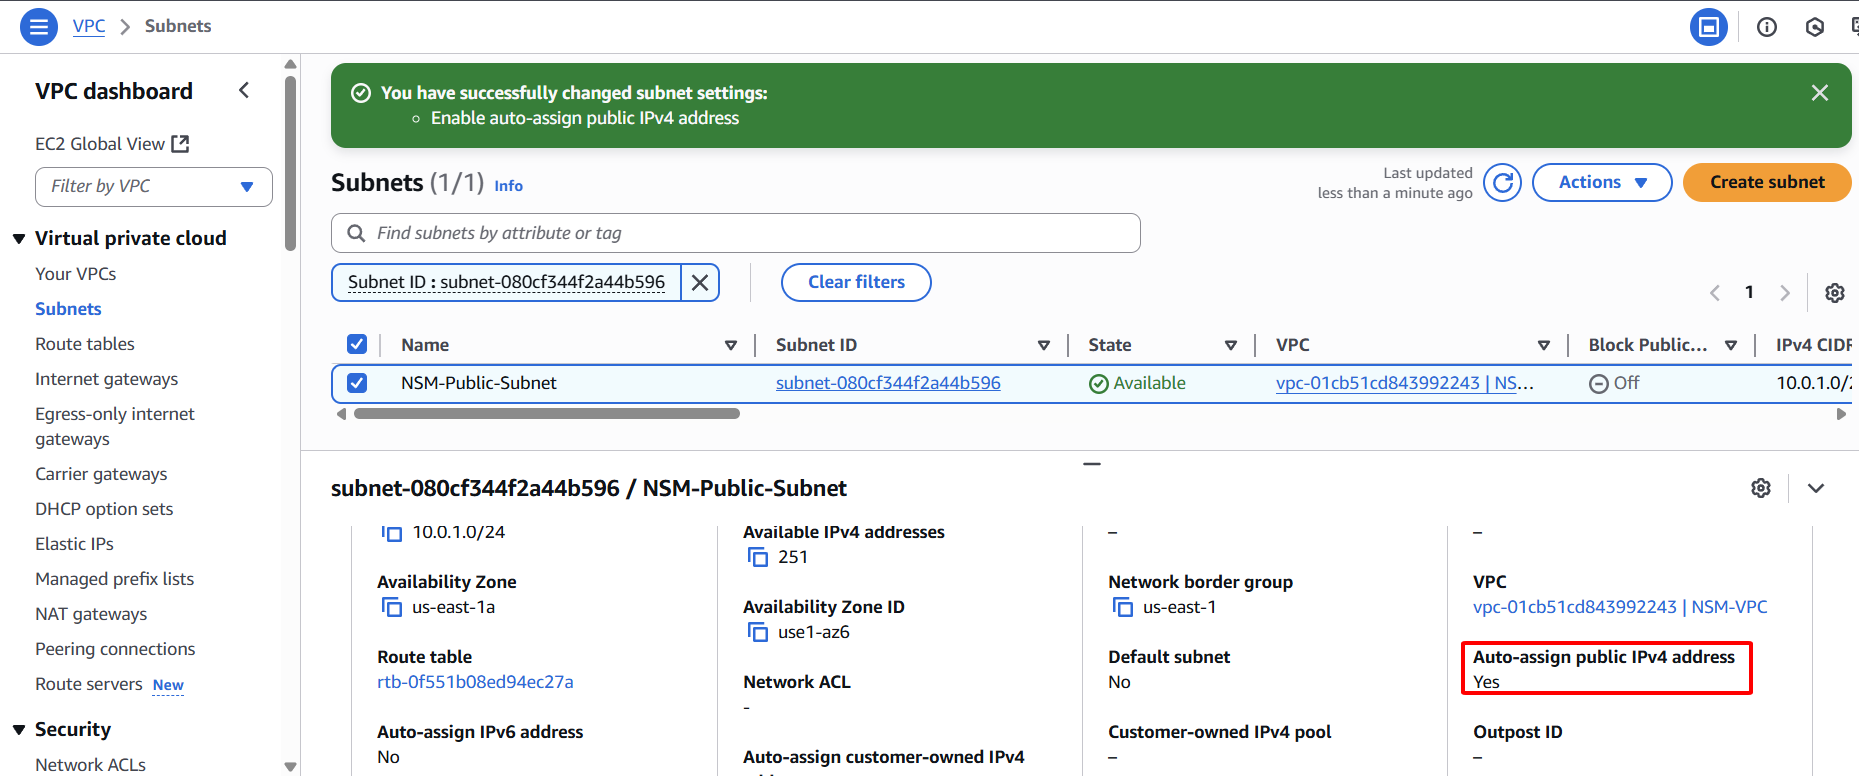 VPC > Subnets
VPC dashboard
EC2 Global View
Filter by VPC
Virtual private cloud
Your VPCs
Subnets
Route tables
Internet gateways
Egress-only internet
gateways
Carrier gateways
DHCP option sets
Elastic IPs
Managed prefix lists
NAT gateways
Peering connections
Route servers New
Security
Network ACLs
You have successfully changed subnet settings:
Enable auto-assign public IPv4 address
Subnets (1/1) Info
Last updated
less than a minute ago
Actions
Create subnet
Find subnets by attribute or tag
Subnet ID : subnet-080cf344f2a44b596
Clear filters
1
Name Subnet ID State VPC Block Public... IPv4 CIDR
NSM-Public-Subnet subnet-080cf344f2a44b596 Available vpc-01cb51cd843992243 | NS... Off 10.0.1.0/2
subnet-080cf344f2a44b596 / NSM-Public-Subnet
10.0.1.0/24
Availability Zone
us-east-1a
Route table
rtb-0f551b08ed94ec27a
Auto-assign IPv6 address
No
Available IPv4 addresses
251
Availability Zone ID
use1-az6
Network ACL
-
Auto-assign customer-owned IPv4
–
Network border group
us-east-1
Default subnet
No
Customer-owned IPv4 pool
–
–
VPC
vpc-01cb51cd843992243 | NSM-VPC
Auto-assign public IPv4 address
Yes
Outpost ID
–